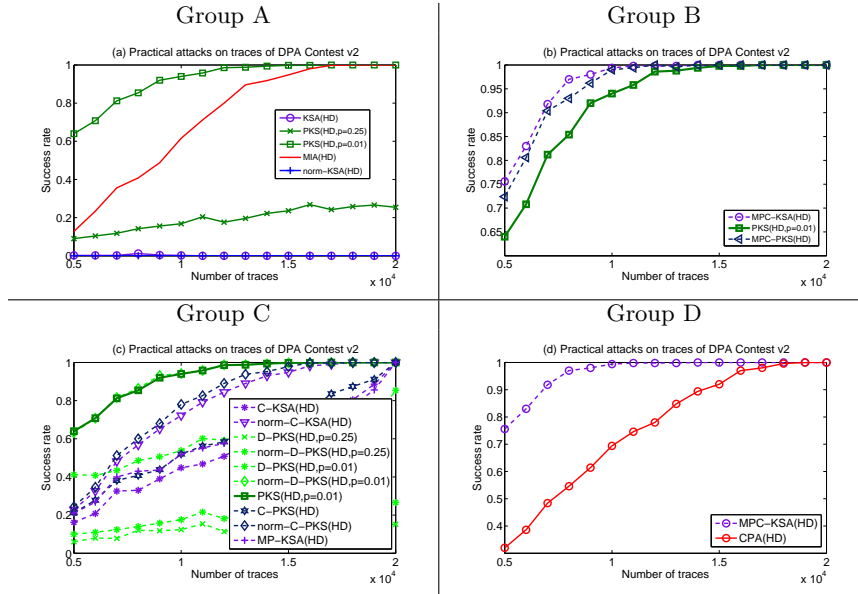 Group A
(a) Practical attacks on traces of DPA Contest v2
Success rate
1
0.8
0.6
0.4
0.2
0
0.5
1
1.5
2
x 10^4
Number of traces
KSA(HD)
PKS(HD,p=0.25)
PKS(HD,p=0.01)
MIA(HD)
norm−KSA(HD)
Group B
(b) Practical attacks on traces of DPA Contest v2
Success rate
1
0.95
0.9
0.85
0.8
0.75
0.7
0.65
0.5
1
1.5
2
x 10^4
Number of traces
MPC−KSA(HD)
PKS(HD,p=0.01)
MPC−PKS(HD)
Group C
(c) Practical attacks on traces of DPA Contest v2
Success rate
1
0.8
0.6
0.4
0.2
0
0.5
1
1.5
2
x 10^4
Number of traces
C−KSA(HD)
norm−C−KSA(HD)
D−PKS(HD,p=0.25)
norm−D−PKS(HD,p=0.25)
D−PKS(HD,p=0.01)
norm−D−PKS(HD,p=0.01)
PKS(HD,p=0.01)
C−PKS(HD)
norm−C−PKS(HD)
MP−KSA(HD)
Group D
(d) Practical attacks on traces of DPA Contest v2
Success rate
1
0.9
0.8
0.7
0.6
0.5
0.4
0.5
1
1.5
2
x 10^4
Number of traces
MPC−KSA(HD)
CPA(HD)